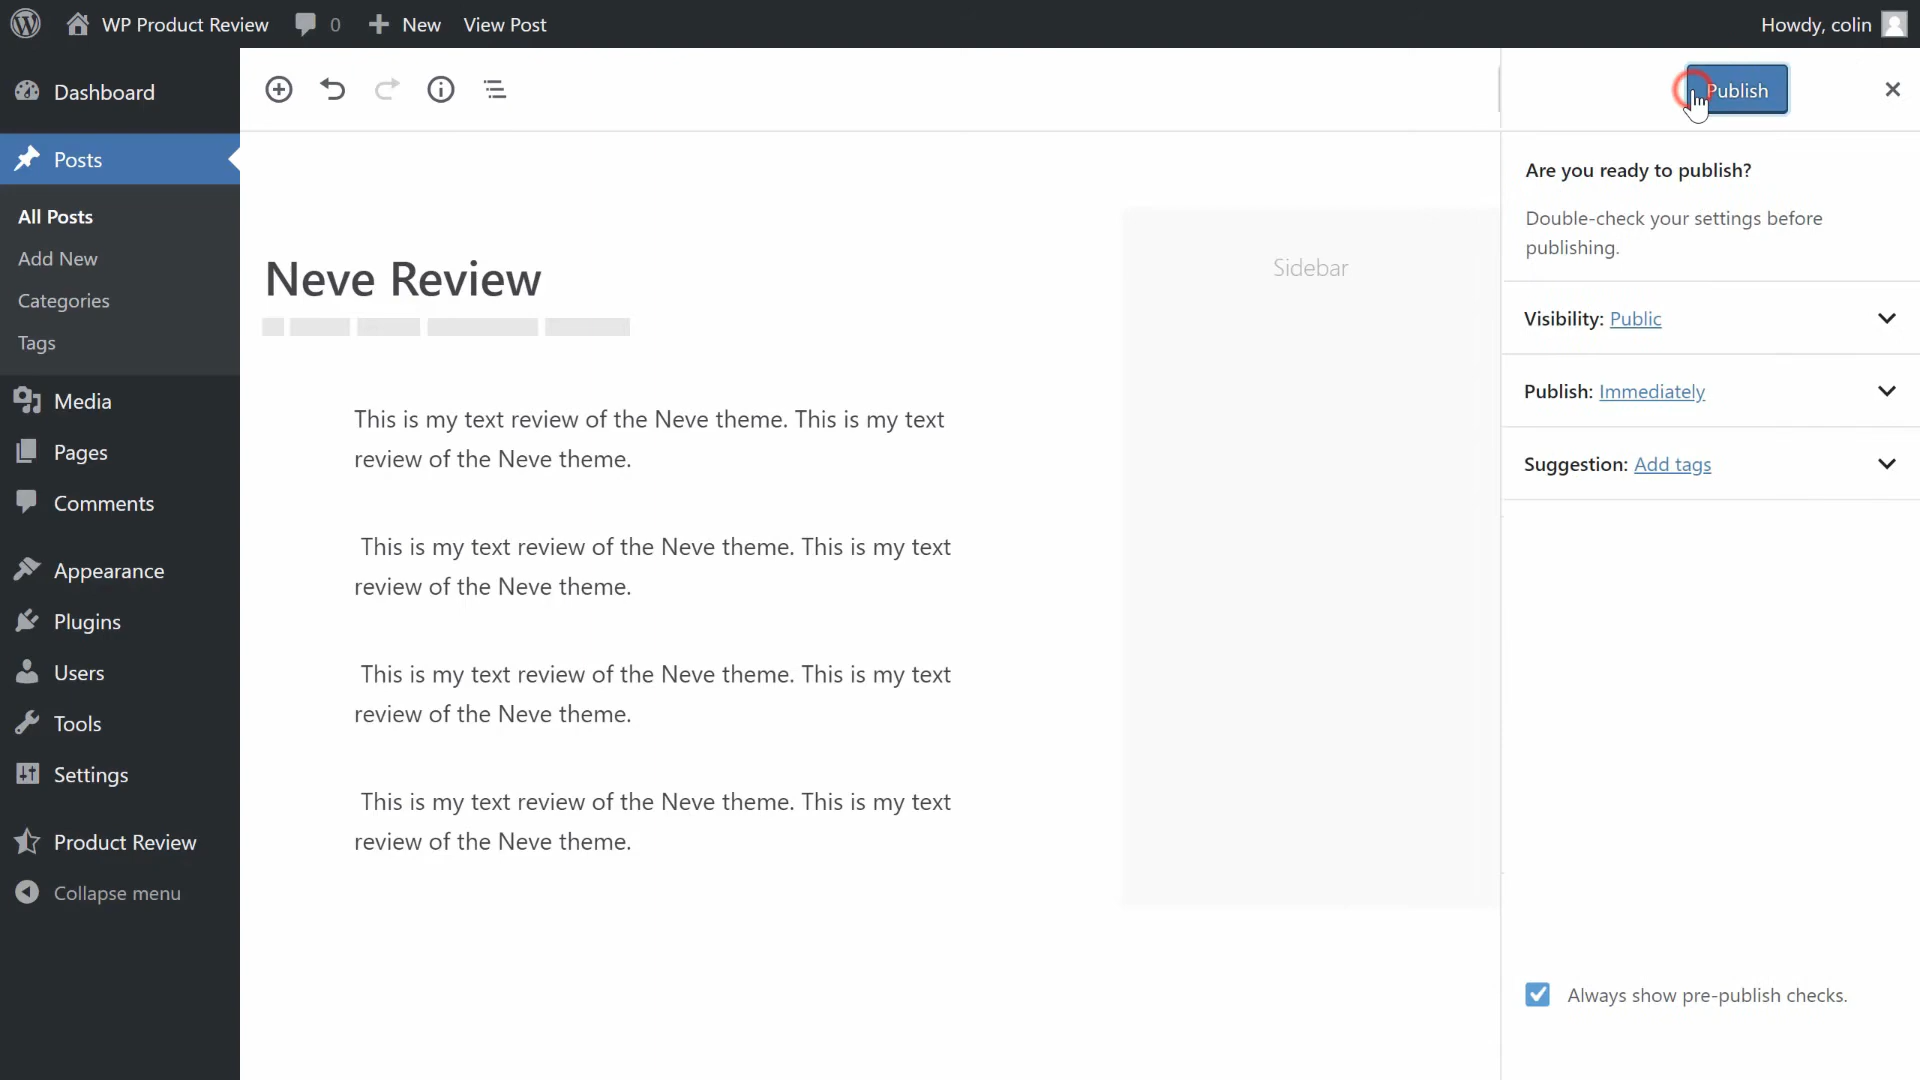 WP Product Review 0 New View Post Howdy, colin
Dashboard
Posts
All Posts
Add New
Categories
Tags
Media
Pages
Comments
Appearance
Plugins
Users
Tools
Settings
Product Review
Collapse menu
Neve Review
This is my text review of the Neve theme. This is my text
review of the Neve theme.
This is my text review of the Neve theme. This is my text
review of the Neve theme.
This is my text review of the Neve theme. This is my text
review of the Neve theme.
This is my text review of the Neve theme. This is my text
review of the Neve theme.
Sidebar
Publish
Are you ready to publish?
Double-check your settings before
publishing.
Visibility: Public
Publish: Immediately
Suggestion: Add tags
Always show pre-publish checks.